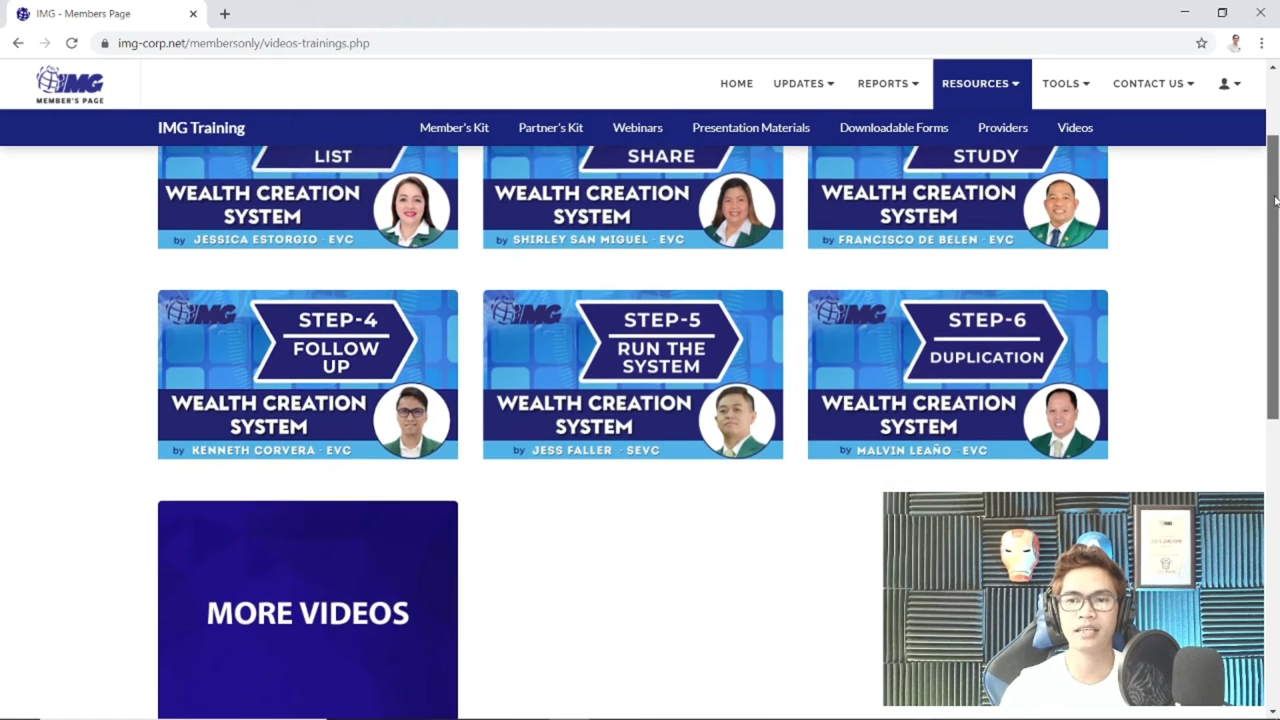 IMG - Members Page
img-corp.net/membersonly/videos-trainings.php
IMG
MEMBER'S PAGE
HOME UPDATES REPORTS RESOURCES TOOLS CONTACT US
IMG Training Member's Kit Partner's Kit Webinars Presentation Materials Downloadable Forms Providers Videos
LIST
WEALTH CREATION
SYSTEM
by JESSICA ESTORGIO - EVC
SHARE
WEALTH CREATION
SYSTEM
by SHIRLEY SAN MIGUEL - EVC
STUDY
WEALTH CREATION
SYSTEM
by FRANCISCO DE BELEN - EVC
IMG
STEP-4
FOLLOW
UP
WEALTH CREATION
SYSTEM
by KENNETH CORVERA - EVC
IMG
STEP-5
RUN THE
SYSTEM
WEALTH CREATION
SYSTEM
by JESS FALLER - SEVC
IMG
STEP-6
DUPLICATION
WEALTH CREATION
SYSTEM
by MALVIN LEAÑO - EVC
MORE VIDEOS